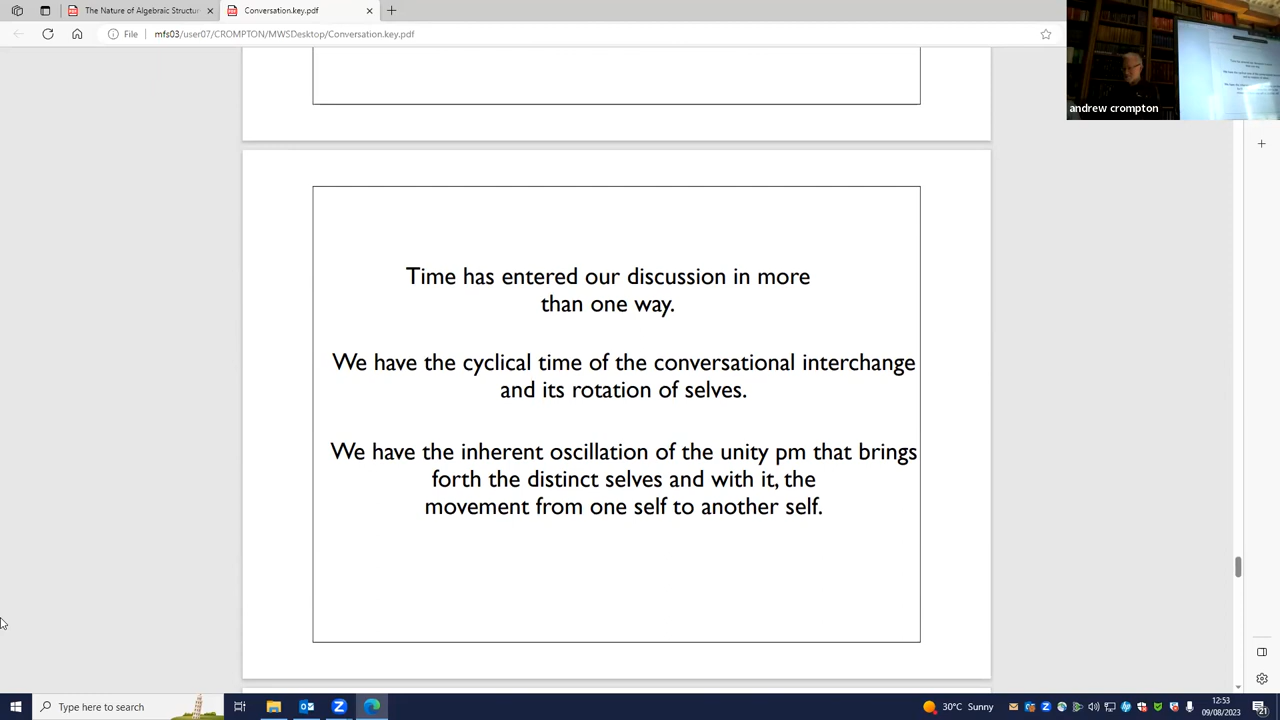 The Nature of Algebraic Structu
Conversation.key.pdf
File
mfs03/user07/CROMPTON/MWSDesktop/Conversation.key.pdf
andrew crompton
Time has entered our discussion in more
than one way.
We have the cyclical time of the conversational interchange
and its rotation of selves.
We have the inherent oscillation of the unity pm that brings
forth the distinct selves and with it, the
movement from one self to another self.
Type here to search
30°C Sunny
12:53
09/08/2023
21